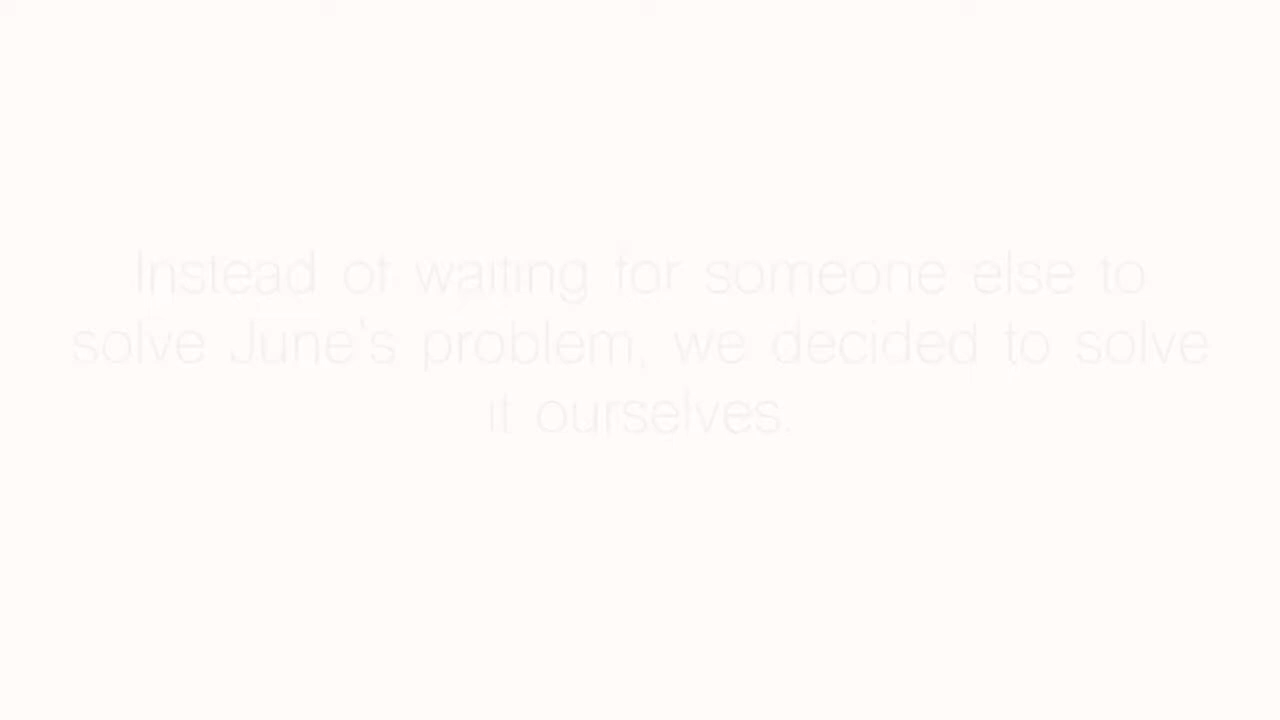 Instead of waiting for someone else to
solve June's problem, we decided to solve
it ourselves.